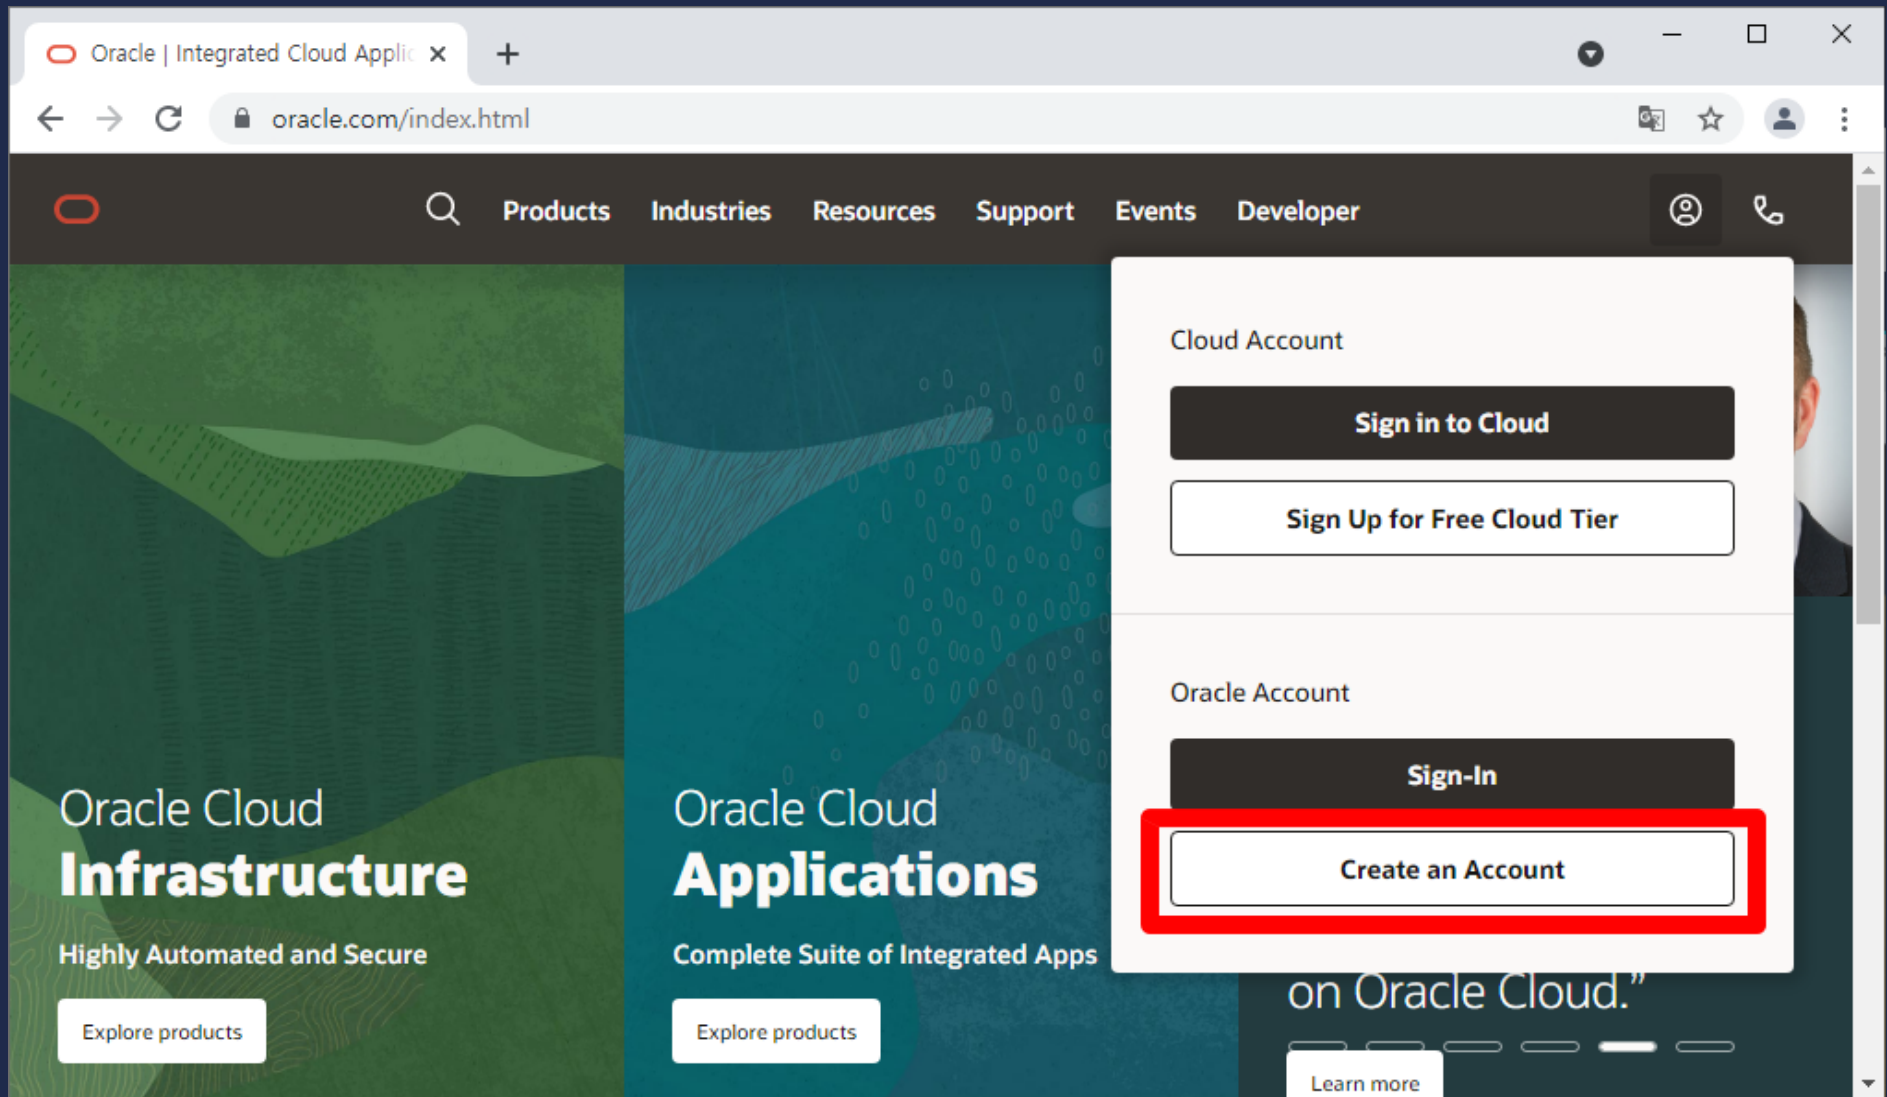 Oracle | Integrated Cloud Applic
oracle.com/index.html
Products Industries Resources Support Events Developer
Cloud Account
Sign in to Cloud
Sign Up for Free Cloud Tier
Oracle Account
Sign-In
Create an Account
Oracle Cloud
Infrastructure
Highly Automated and Secure
Explore products
Oracle Cloud
Applications
Complete Suite of Integrated Apps
Explore products
on Oracle Cloud.”
Learn more